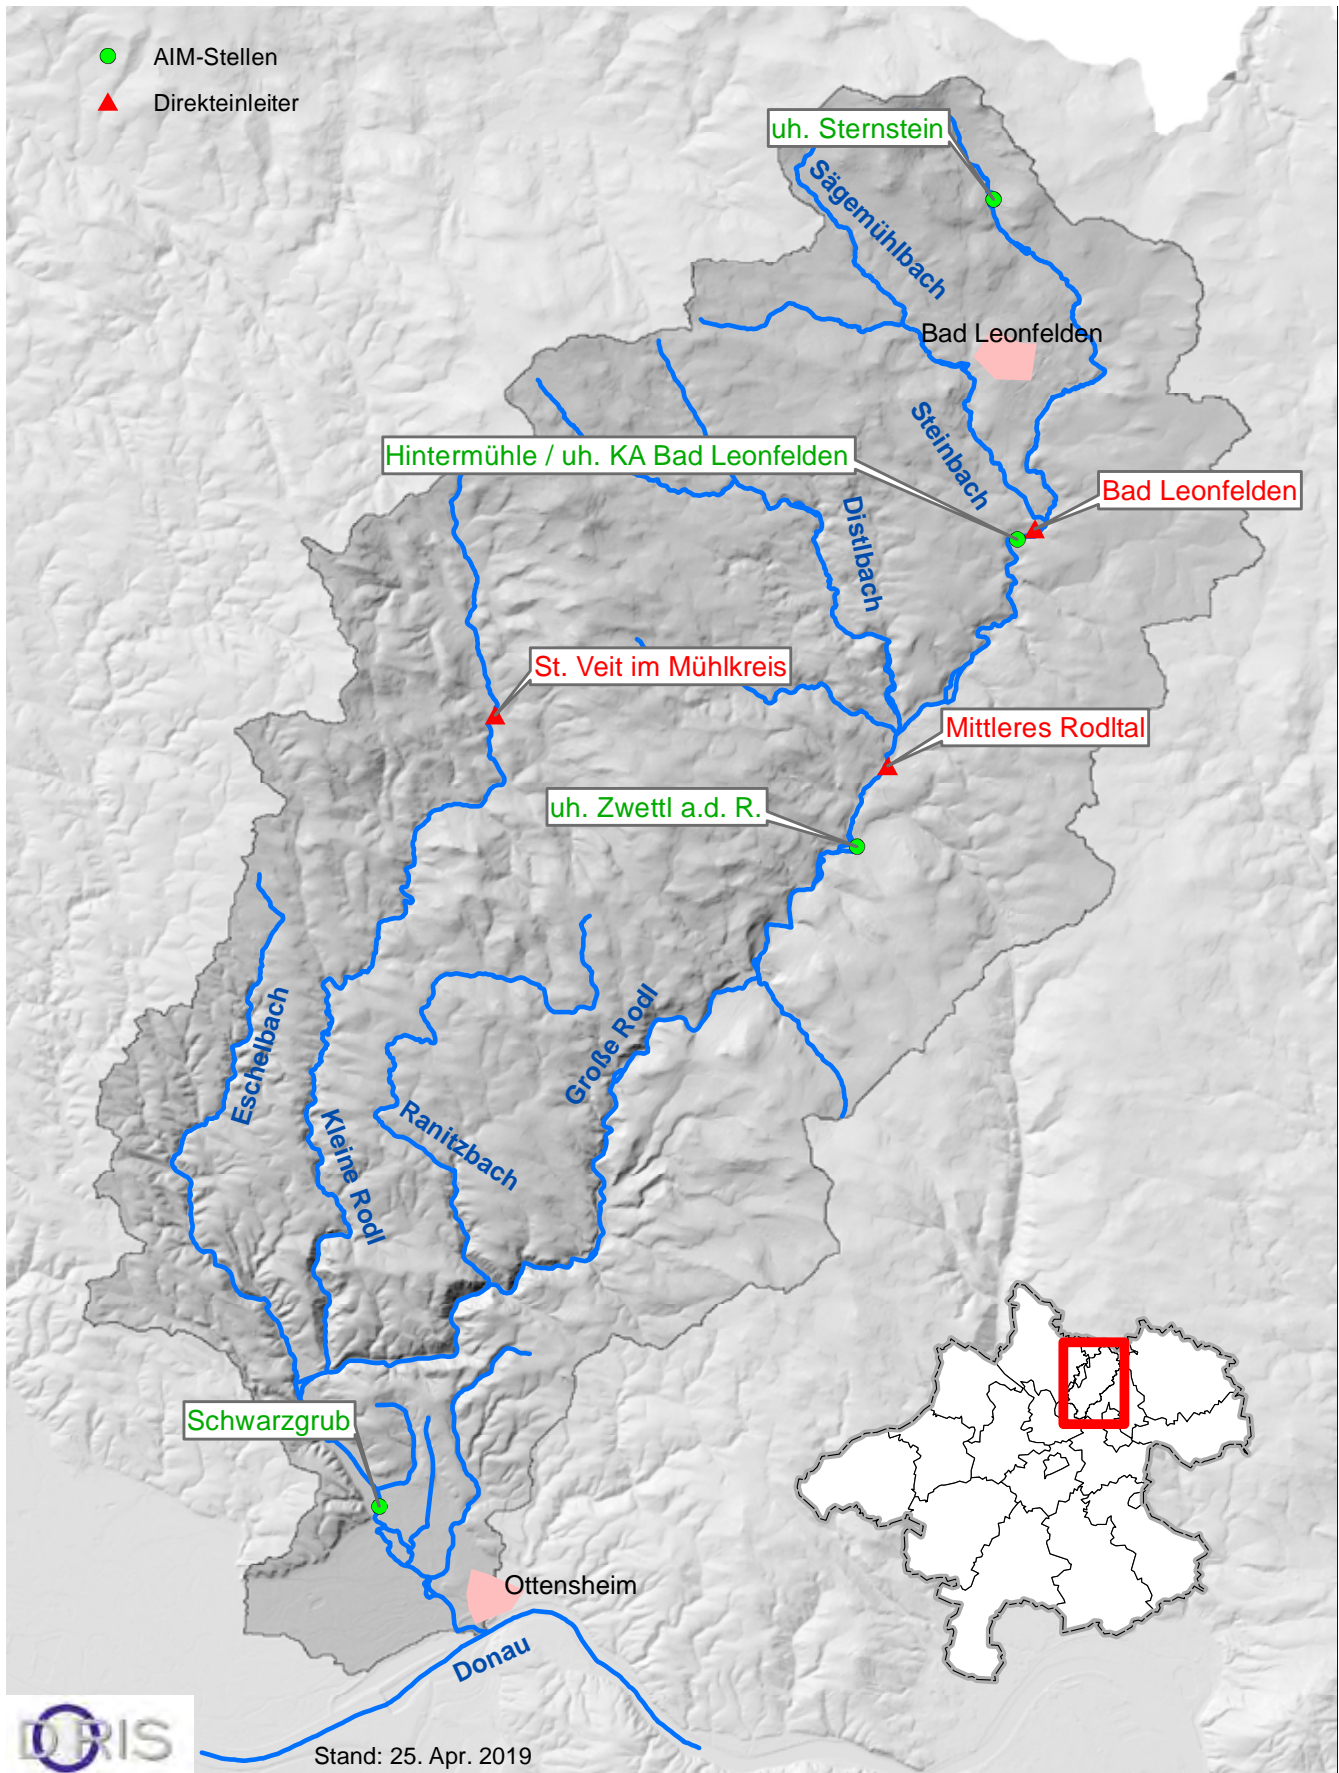 AIM-Stellen
Direkteinleiter
uh. Sternstein
Sägemühlbach
Bad Leonfelden
Steinbach
Hintermühle / uh. KA Bad Leonfelden
Bad Leonfelden
Distlbach
St. Veit im Mühlkreis
Mittleres Rodltal
uh. Zwettl a.d. R.
Eschelbach
Große Rodl
Kleine Rodl
Ranitzbach
Schwarzgrub
Ottensheim
Donau
DORIS
Stand: 25. Apr. 2019